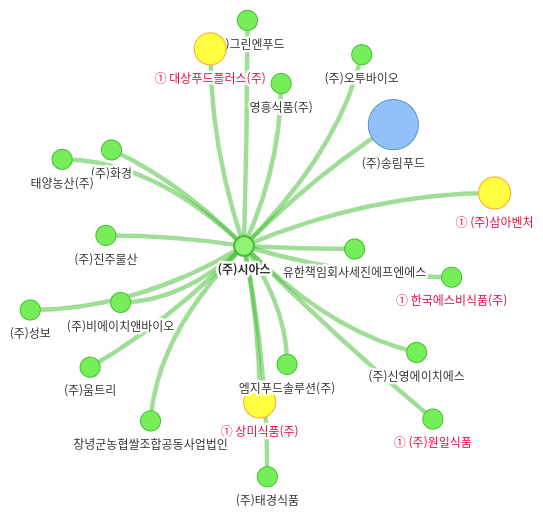 )그린엔푸드
① 대상푸드플러스(주)
(주)오투바이오
영흥식품(주)
(주)송림푸드
(주)화경
태양농산(주)
① (주)삼아벤처
(주)진주물산
(주)시아스
유한책임회사세진에프엔에스
① 한국에스비식품(주)
(주)성보
(주)비에이치앤바이오
(주)움트리
엠지푸드솔루션(주)
(주)신영에이치에스
① 상미식품(주)
창녕군농협쌀조합공동사업법인
① (주)원일식품
(주)태경식품